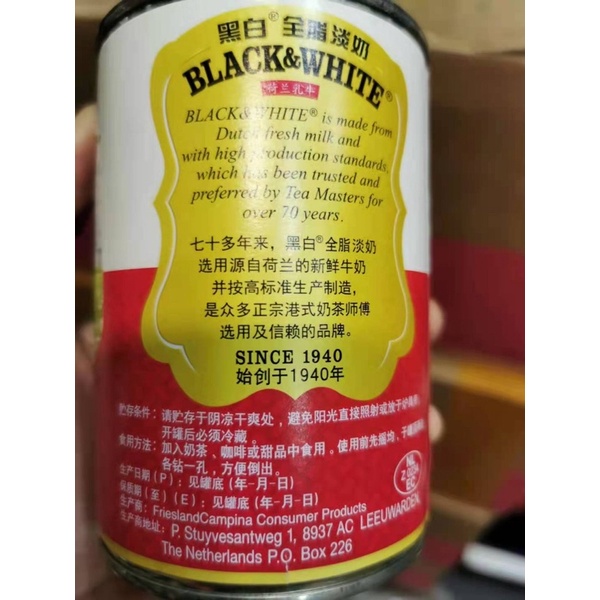 黑白® 全脂淡奶
BLACK&WHITE®
荷兰乳牛
BLACK&WHITE® is made from
Dutch fresh milk and
with high production standards,
which has been trusted and
preferred by Tea Masters for
over 70 years.
七十多年来，黑白®全脂淡奶
选用源自荷兰的新鲜牛奶
并按高标准生产制造，
是众多正宗港式奶茶师傅
选用及信赖的品牌。
SINCE 1940
始创于1940年
贮存条件：请贮存于阴凉干爽处，避免阳光直接照射或放于炉
开罐后必须冷藏。
食用方法：加入奶茶、咖啡或甜品中食用。使用前先摇均，于罐
各钻一孔，方便倒出。
生产日期（P）：见罐底（年-月-日）
保质期（至）（E）：见罐底（年-月-日）
生产商：FrieslandCampina Consumer Products
生产商地址：P. Stuyvesantweg 1, 8937 AC LEEUWARDEN,
The Netherlands P.O. Box 226
NL
EC